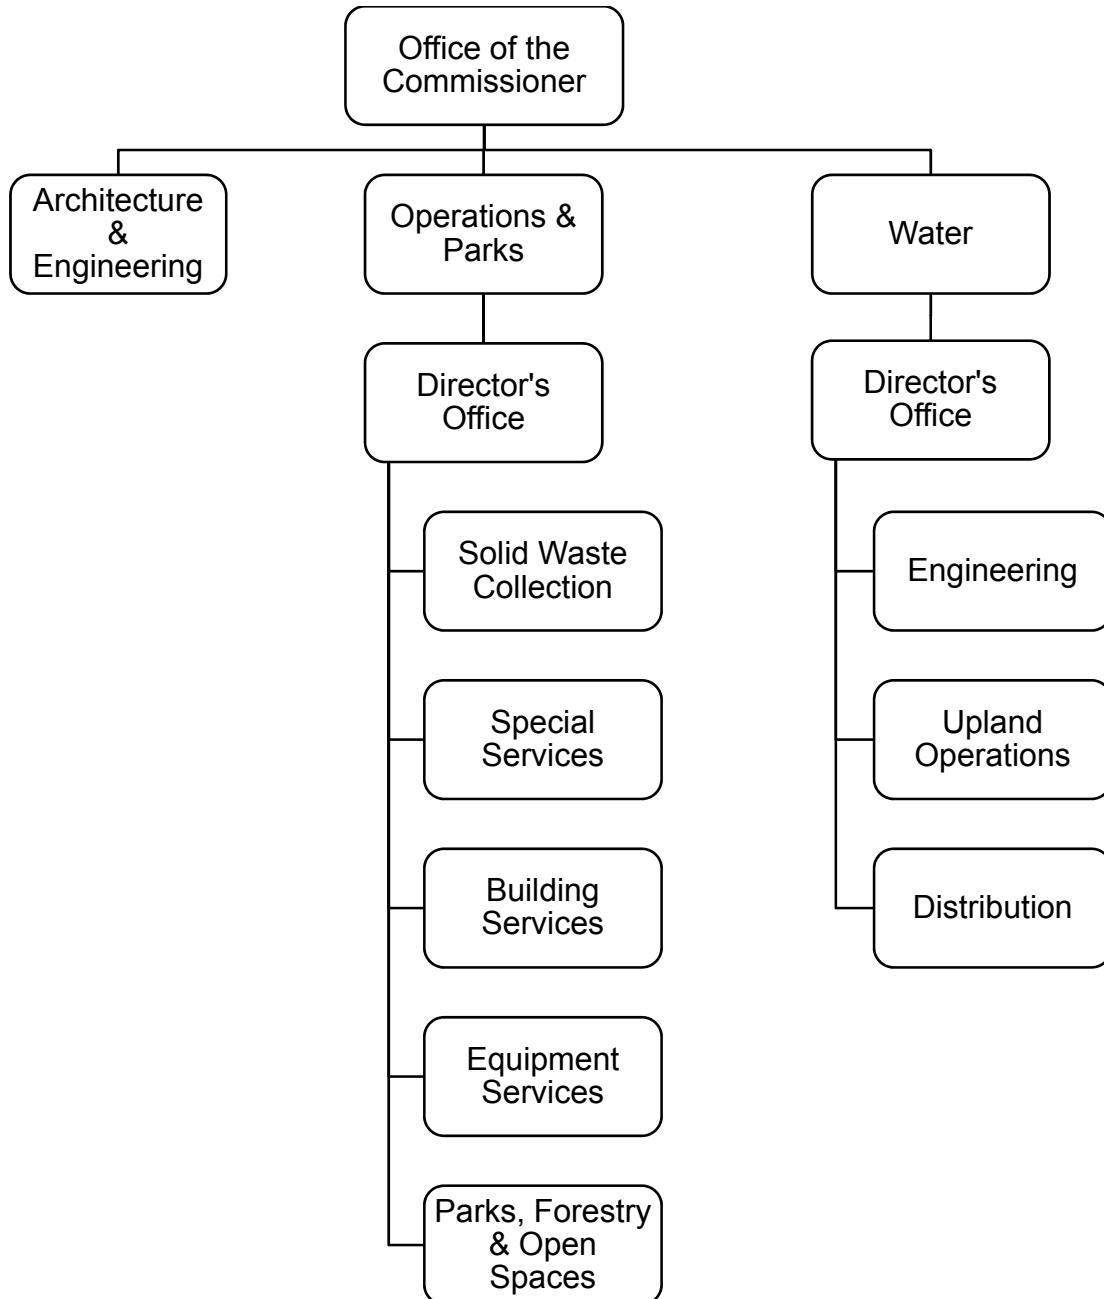 Office of the
Commissioner
Architecture
&
Engineering
Operations &
Parks
Water
Director's
Office
Director's
Office
Solid Waste
Collection
Engineering
Special
Services
Upland
Operations
Building
Services
Distribution
Equipment
Services
Parks, Forestry
& Open
Spaces